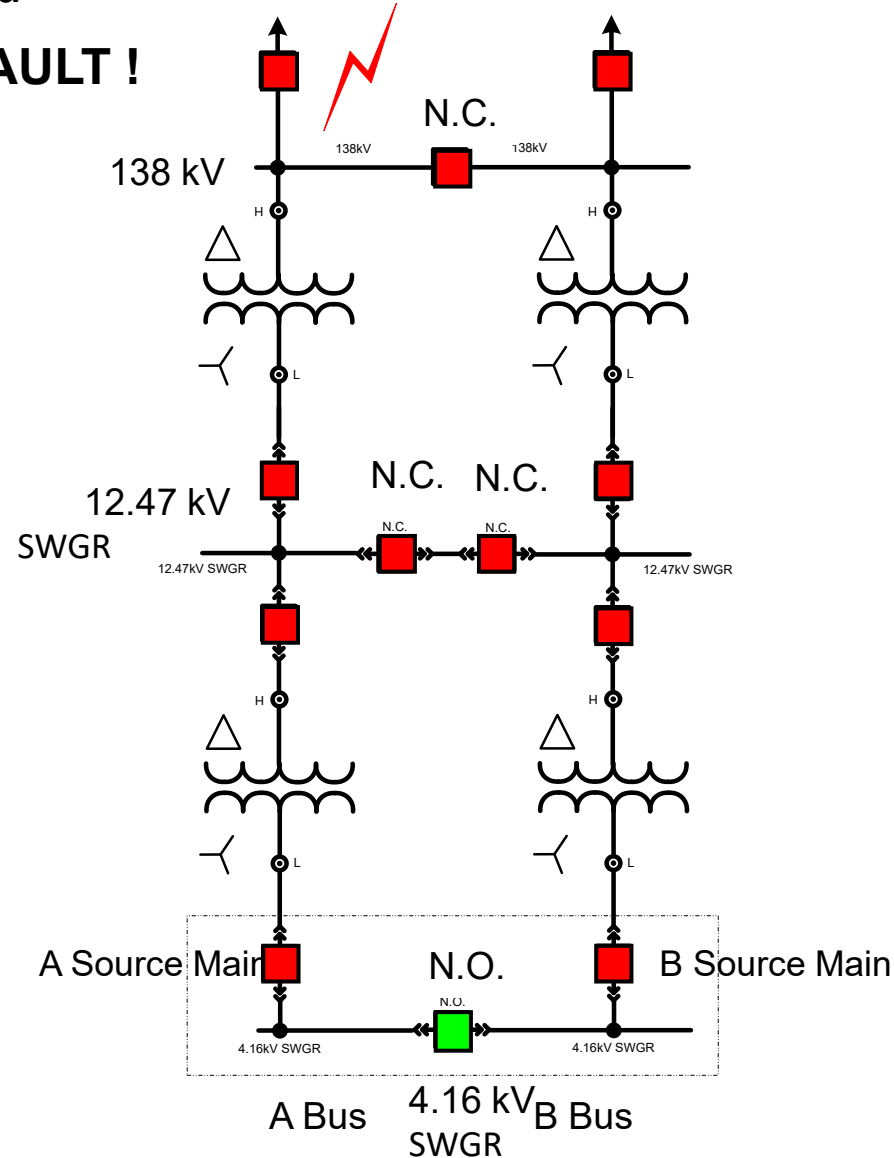 AULT !
N.C.
138kV
138kV
138 kV
H
H
L
L
N.C.
N.C.
12.47 kV
SWGR
N.C.
N.C.
12.47kV SWGR
12.47kV SWGR
H
H
L
L
A Source Main
N.O.
B Source Main
N.O.
4.16kV SWGR
4.16kV SWGR
A Bus
4.16 kV
B Bus
SWGR